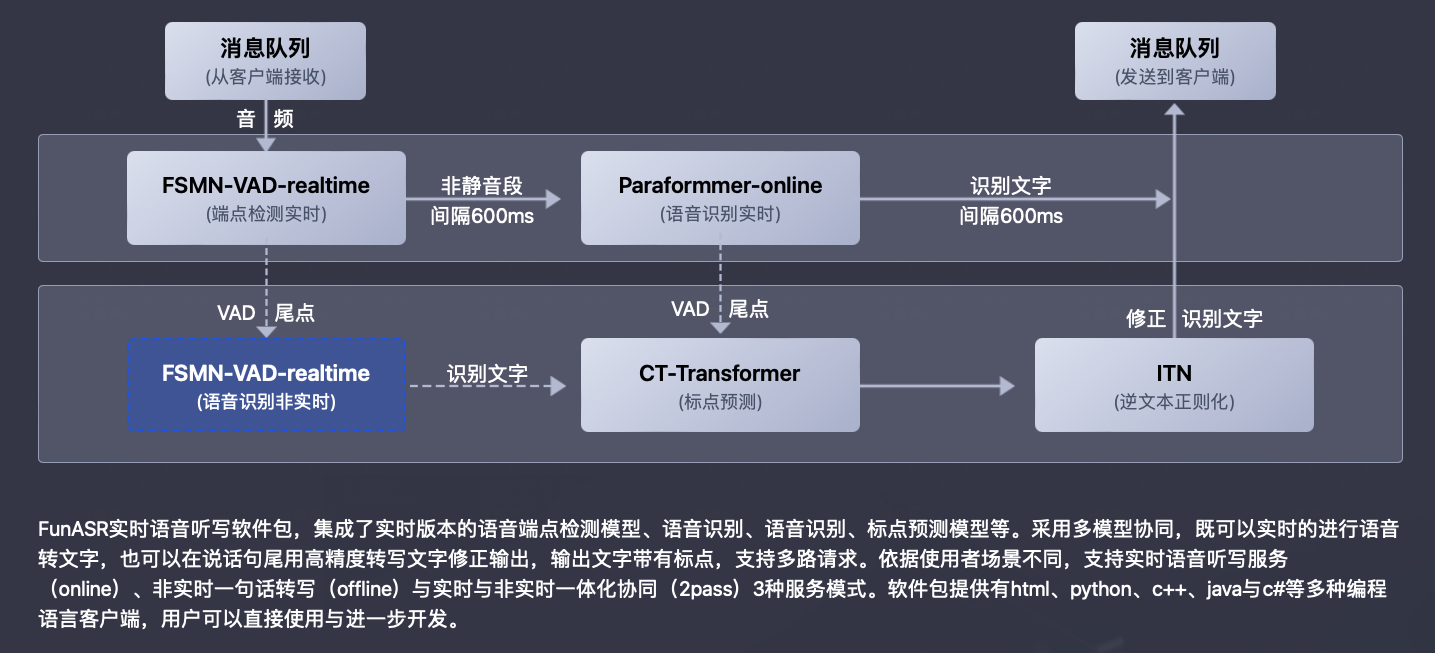 消息队列
(从客户端接收)
消息队列
(发送到客户端)
音 频
FSMN-VAD-realtime
(端点检测实时)
非静音段
间隔600ms
Paraformmer-online
(语音识别实时)
识别文字
间隔600ms
VAD 尾点
VAD 尾点
修正 识别文字
FSMN-VAD-realtime
(语音识别非实时)
识别文字
CT-Transformer
(标点预测)
ITN
(逆文本正则化)
FunASR实时语音听写软件包，集成了实时版本的语音端点检测模型、语音识别、语音识别、标点预测模型等。采用多模型协同，既可以实时的进行语音
转文字，也可以在说话句尾用高精度转写文字修正输出，输出文字带有标点，支持多路请求。依据使用者场景不同，支持实时语音听写服务
（online）、非实时一句话转写（offline）与实时与非实时一体化协同（2pass）3种服务模式。软件包提供有html、python、c++、java与c#等多种编程
语言客户端，用户可以直接使用与进一步开发。